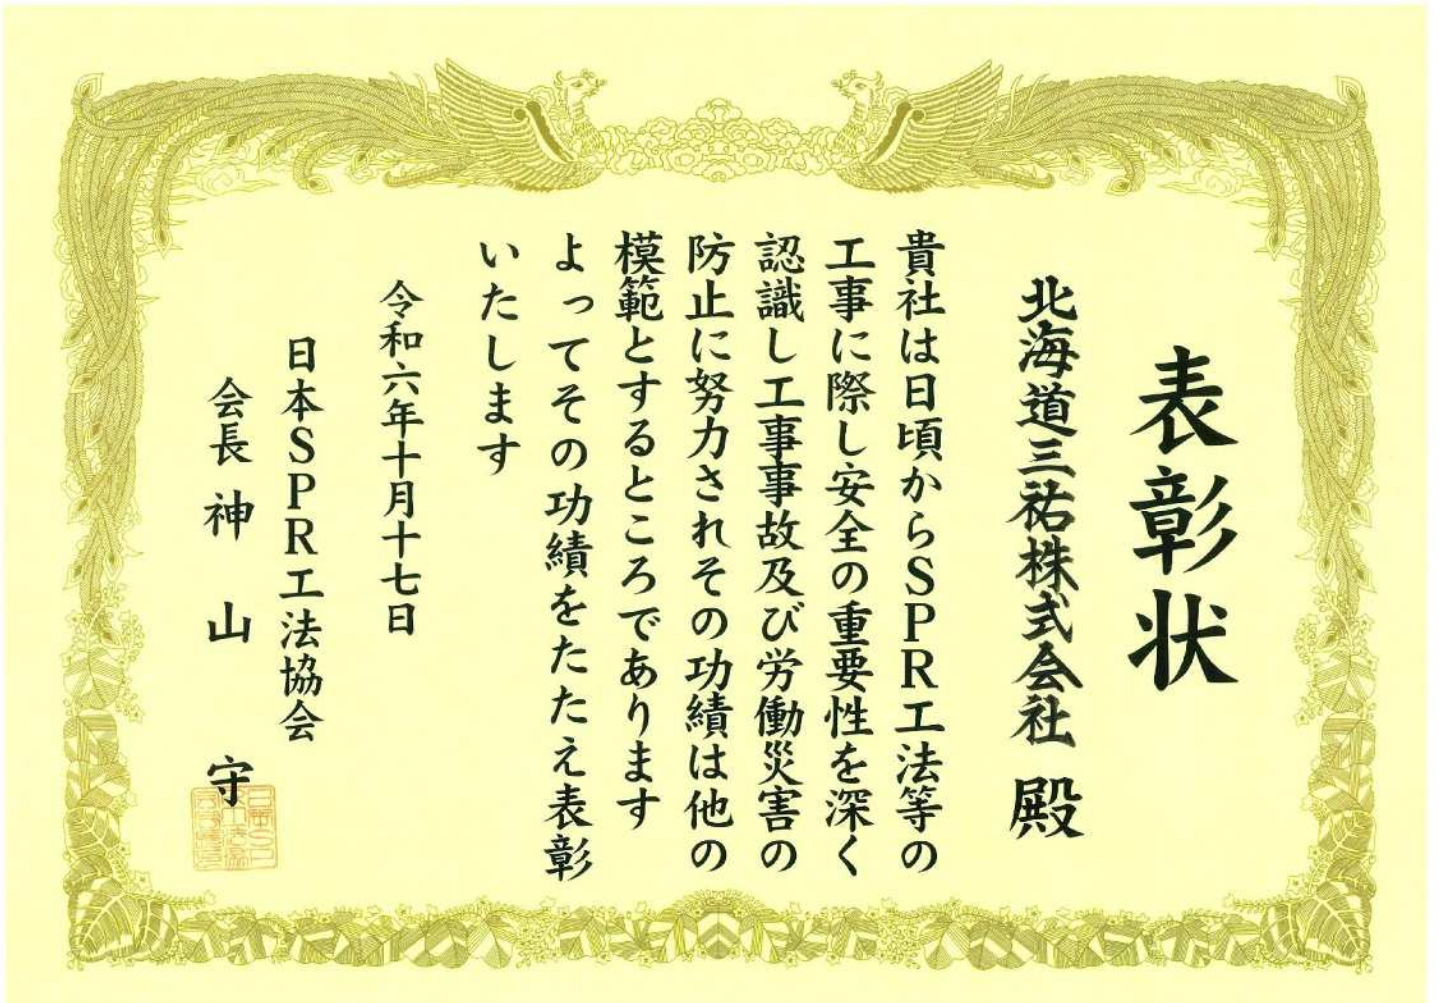 表彰状
北海道三祐株式会社 殿
貴社は日頃からSPR工法等の
工事に際し安全の重要性を深く
認識し工事事故及び労働災害の
防止に努力されその功績は他の
模範とするところであります
よってその功績をたたえ表彰
いたします
令和六年十月十七日
日本SPR工法協会
会長 神山 守